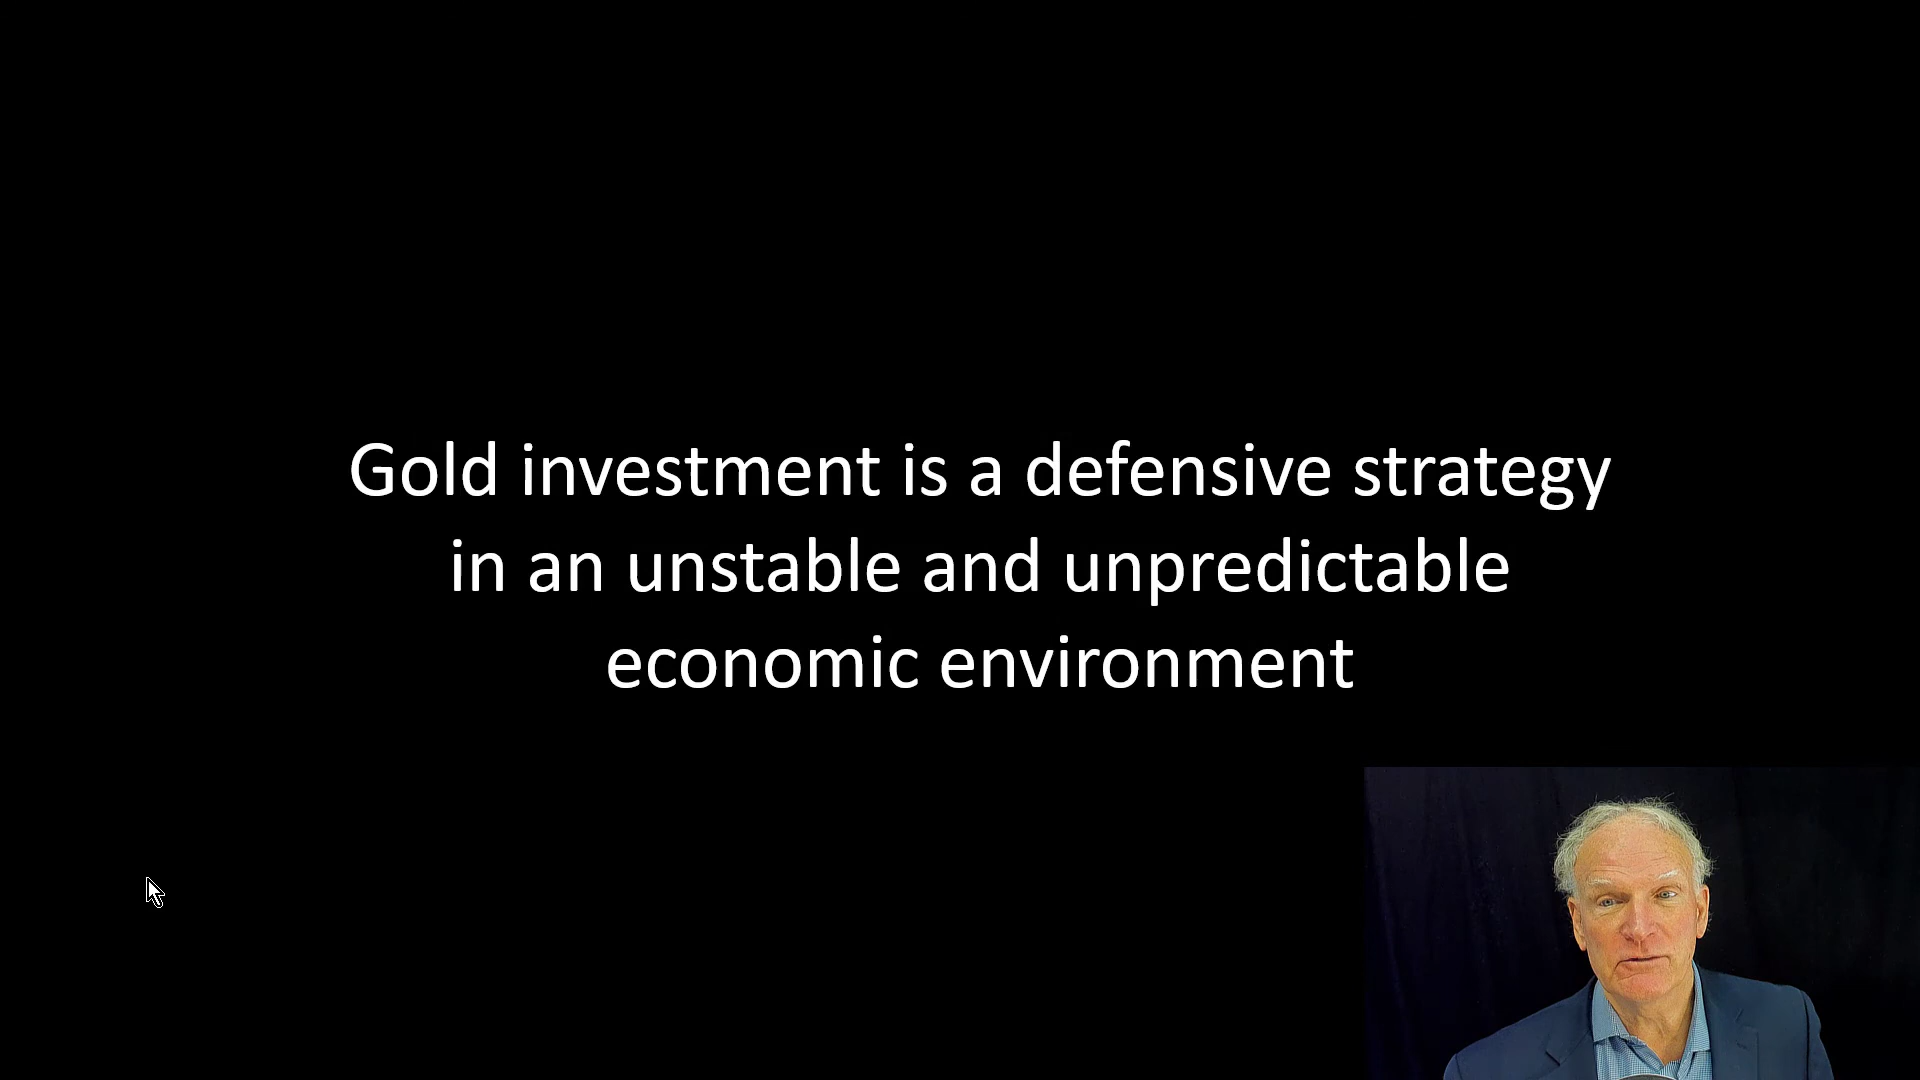 Gold investment is a defensive strategy
in an unstable and unpredictable
economic environment